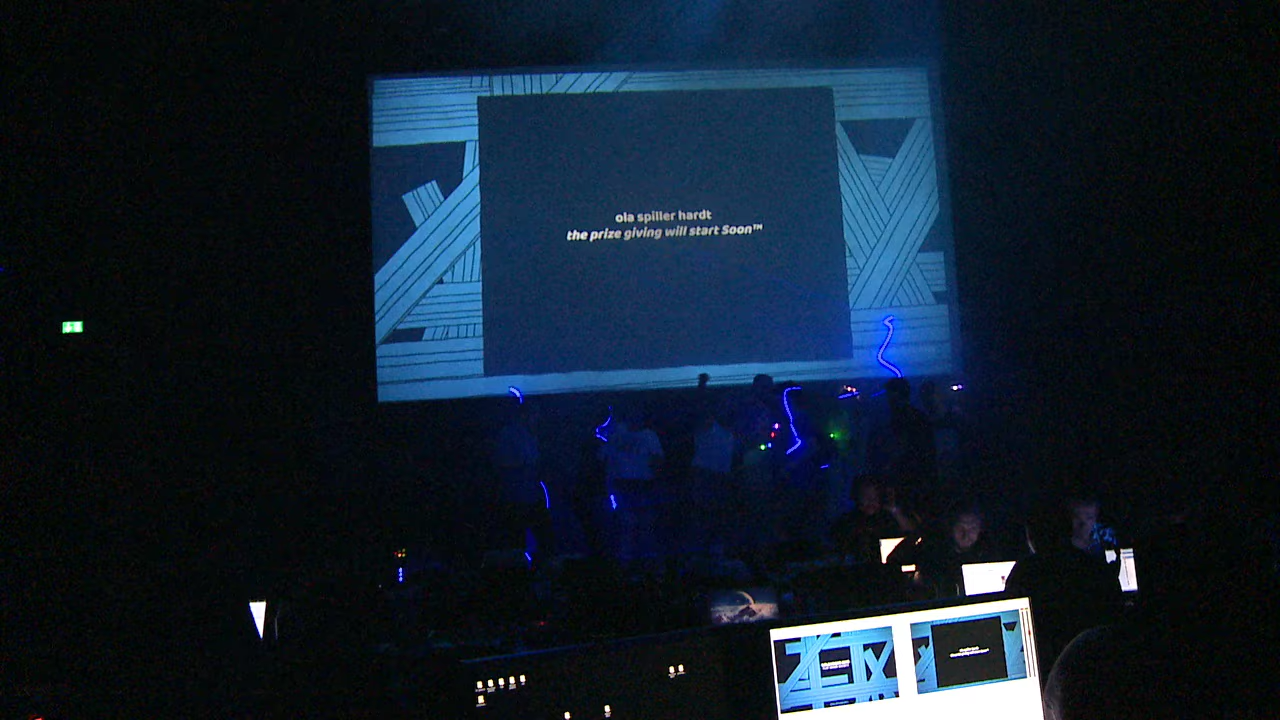 ola spiller hardt
the prize giving will start Soon™